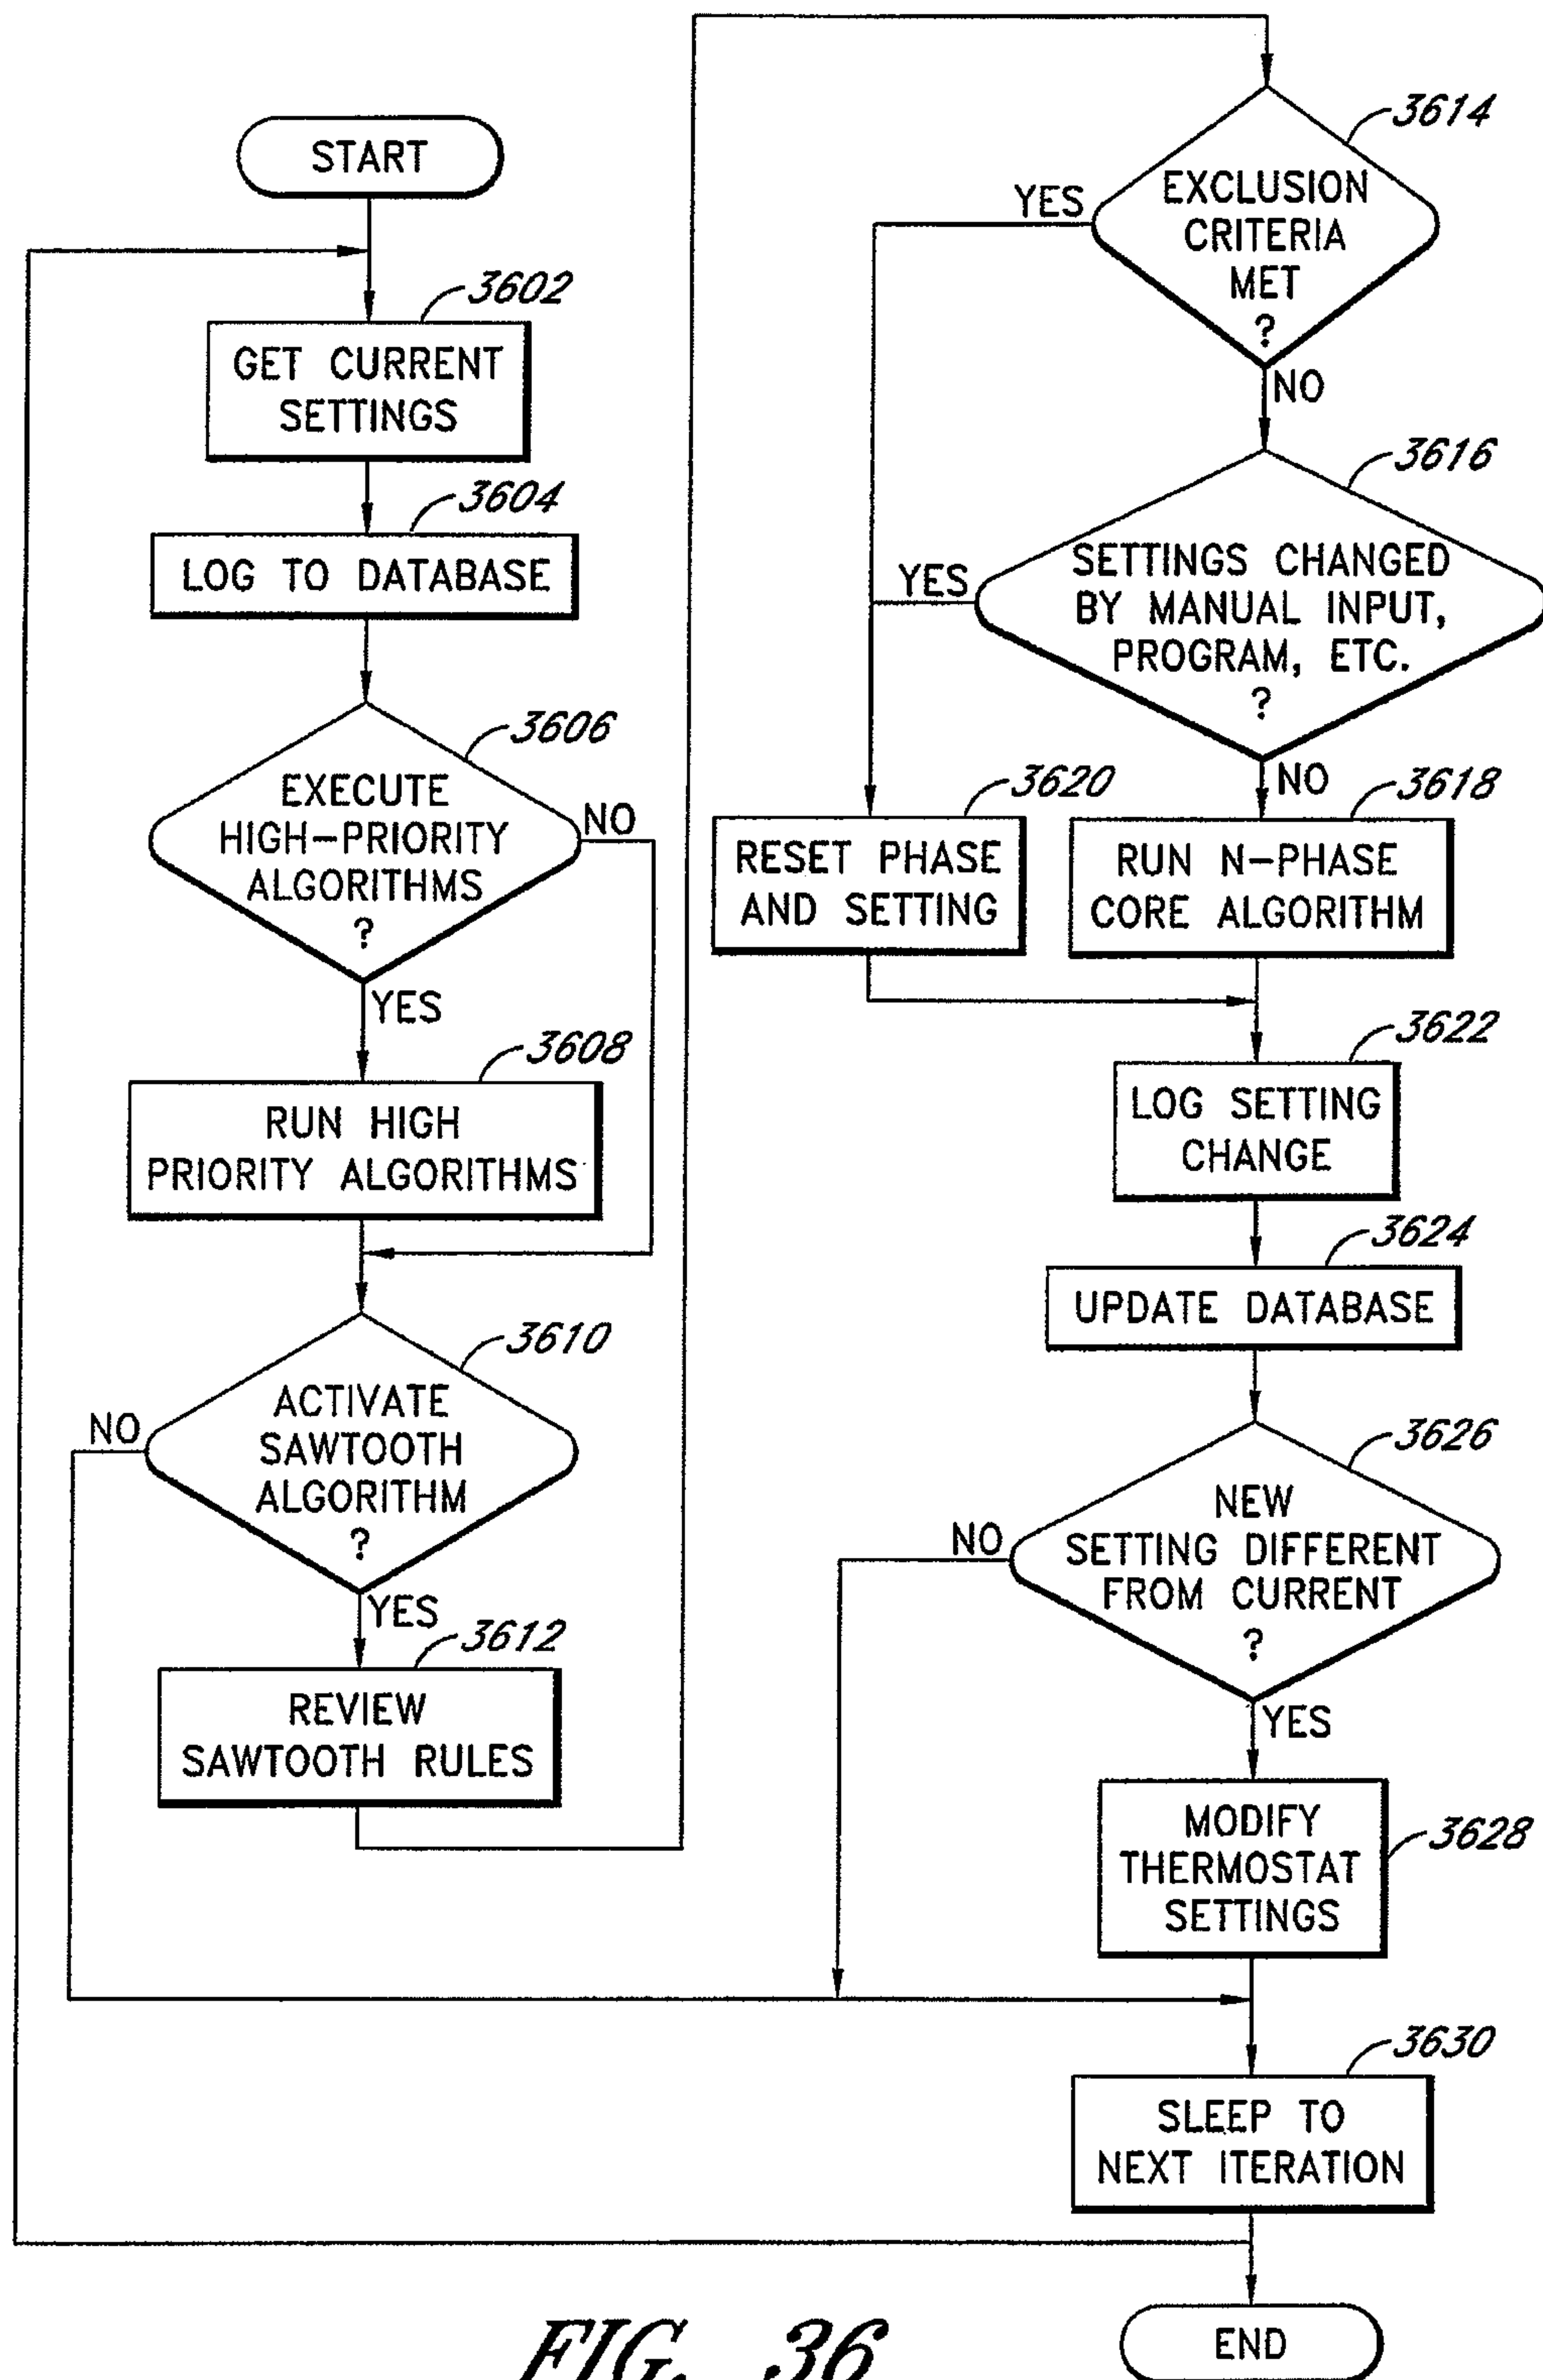 START
3602
GET CURRENT
SETTINGS
3604
LOG TO DATABASE
3606
EXECUTE
HIGH-PRIORITY
ALGORITHMS
?
NO
YES
3608
RUN HIGH
PRIORITY ALGORITHMS
3610
ACTIVATE
SAWTOOTH
ALGORITHM
?
NO
YES
3612
REVIEW
SAWTOOTH RULES
3614
EXCLUSION
CRITERIA
MET
?
YES
NO
3616
SETTINGS CHANGED
BY MANUAL INPUT,
PROGRAM, ETC.
?
YES
NO
3620
RESET PHASE
AND SETTING
3618
RUN N-PHASE
CORE ALGORITHM
3622
LOG SETTING
CHANGE
3624
UPDATE DATABASE
3626
NEW
SETTING DIFFERENT
FROM CURRENT
?
NO
YES
3628
MODIFY
THERMOSTAT
SETTINGS
3630
SLEEP TO
NEXT ITERATION
END
FIG. 36